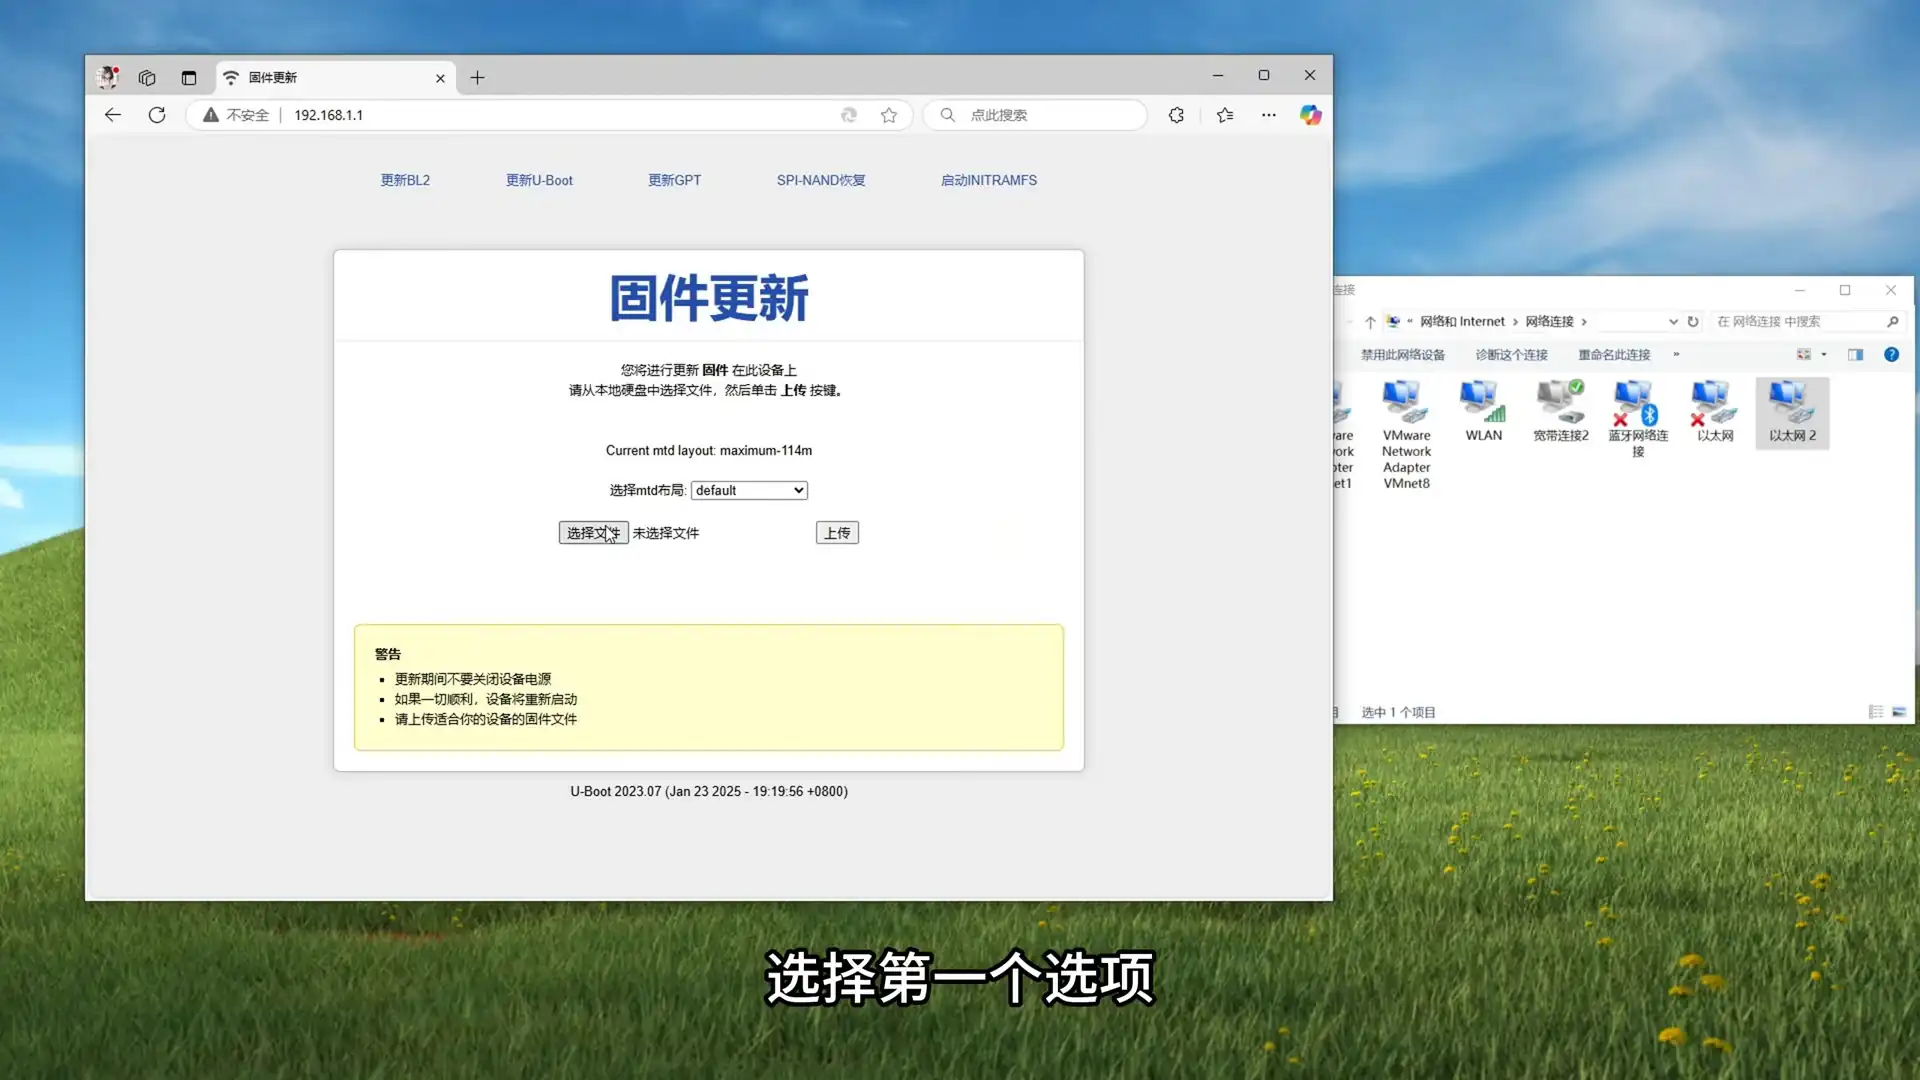 固件更新
不安全
192.168.1.1
点此搜索
更新BL2
更新U-Boot
更新GPT
SPI-NAND恢复
启动INITRAMFS
固件更新
您将进行更新 固件 在此设备上
请从本地硬盘中选择文件，然后单击 上传 按键。
Current mtd layout: maximum-114m
选择mtd布局: default
选择文件 未选择文件
上传
警告
更新期间不要关闭设备电源
如果一切顺利，设备将重新启动
请上传适合你的设备的固件文件
U-Boot 2023.07 (Jan 23 2025 - 19:19:56 +0800)
连接
« 网络和 Internet › 网络连接 ›
在 网络连接 中搜索
禁用此网络设备
诊断这个连接
重命名此连接
»
VMware
Network
Adapter
VMnet8
WLAN
宽带连接2
蓝牙网络连
接
以太网
以太网 2
选中 1 个项目
选择第一个选项